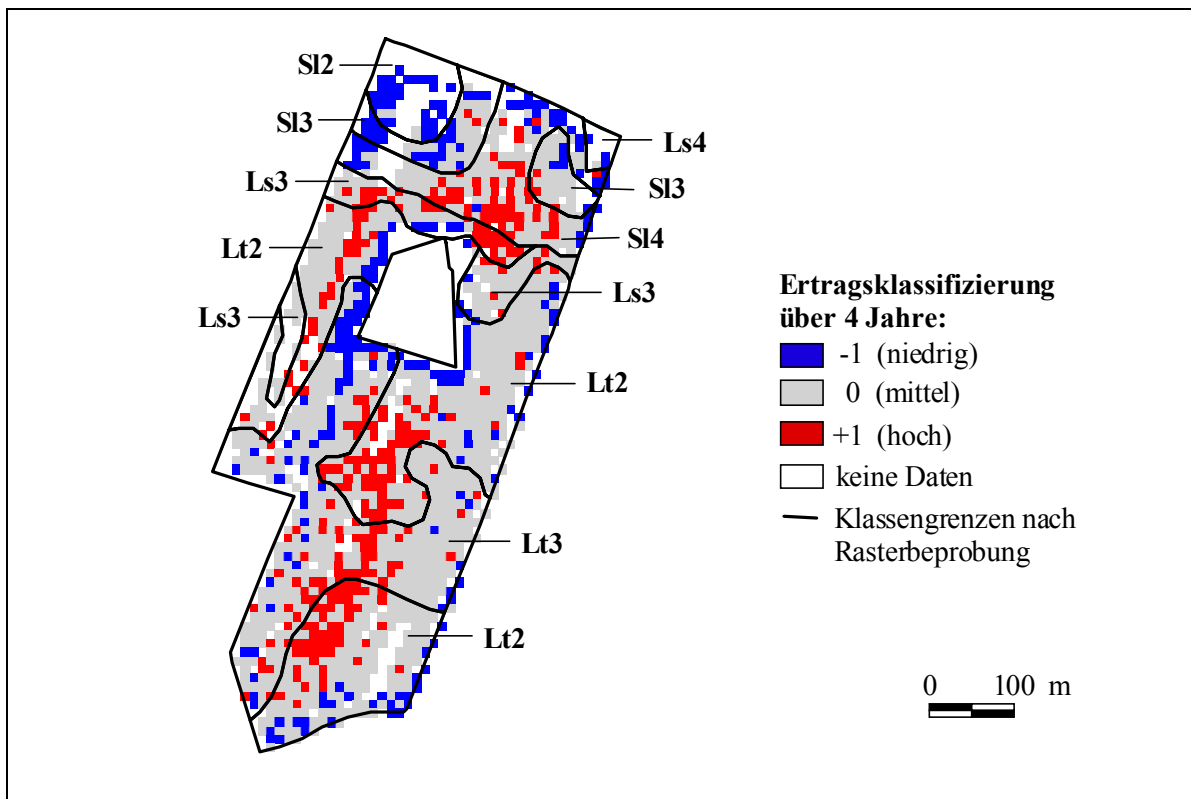 Sl2
Sl3
Ls3
Lt2
Ls3
Ls4
Sl3
Sl4
Ls3
Lt2
Lt3
Lt2
Ertragsklassifizierung
über 4 Jahre:
-1 (niedrig)
0 (mittel)
+1 (hoch)
keine Daten
Klassengrenzen nach
Rasterbeprobung
0 100 m